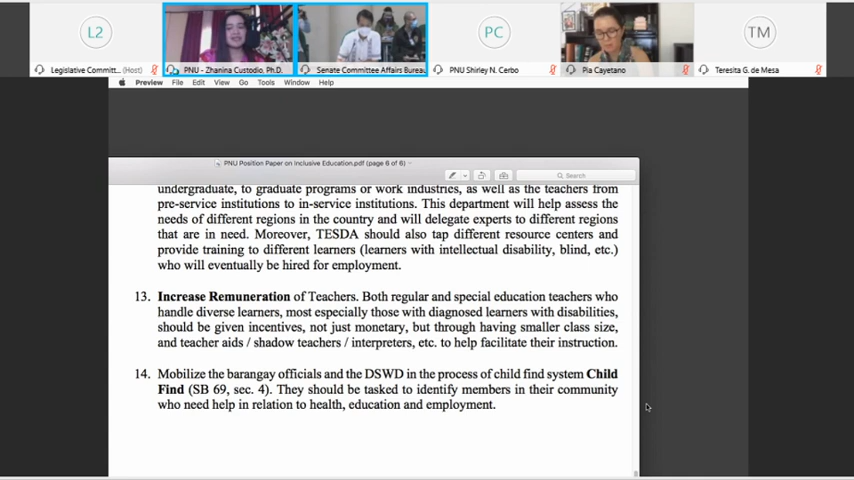 L2
PC
TM
Legislative Committ... (Host)
PNU - Zhanina Custodio, Ph.D.
Senate Committee Affairs Bureau
PNU Shirley N. Cerbo
Pia Cayetano
Teresita G. de Mesa
Preview File Edit View Go Tools Window Help
PNU Position Paper on Inclusive Education.pdf (page 6 of 6)
Search
undergraduate, to graduate programs or work industries, as well as the teachers from
pre-service institutions to in-service institutions. This department will help assess the
needs of different regions in the country and will delegate experts to different regions
that are in need. Moreover, TESDA should also tap different resource centers and
provide training to different learners (learners with intellectual disability, blind, etc.)
who will eventually be hired for employment.
13. Increase Remuneration of Teachers. Both regular and special education teachers who
handle diverse learners, most especially those with diagnosed learners with disabilities,
should be given incentives, not just monetary, but through having smaller class size,
and teacher aids / shadow teachers / interpreters, etc. to help facilitate their instruction.
14. Mobilize the barangay officials and the DSWD in the process of child find system Child
Find (SB 69, sec. 4). They should be tasked to identify members in their community
who need help in relation to health, education and employment.